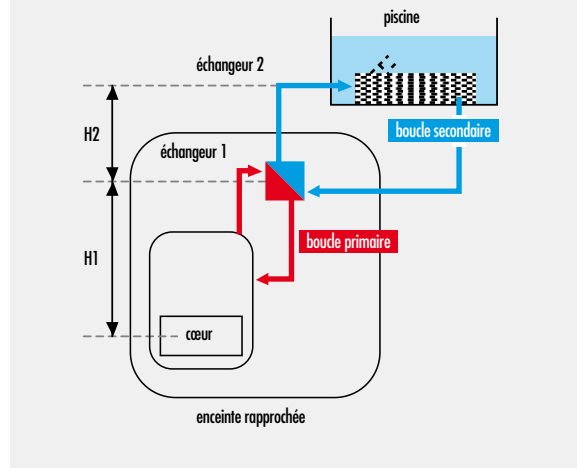 piscine
échangeur 2
boucle secondaire
H2
échangeur 1
boucle primaire
H1
cœur
enceinte rapprochée